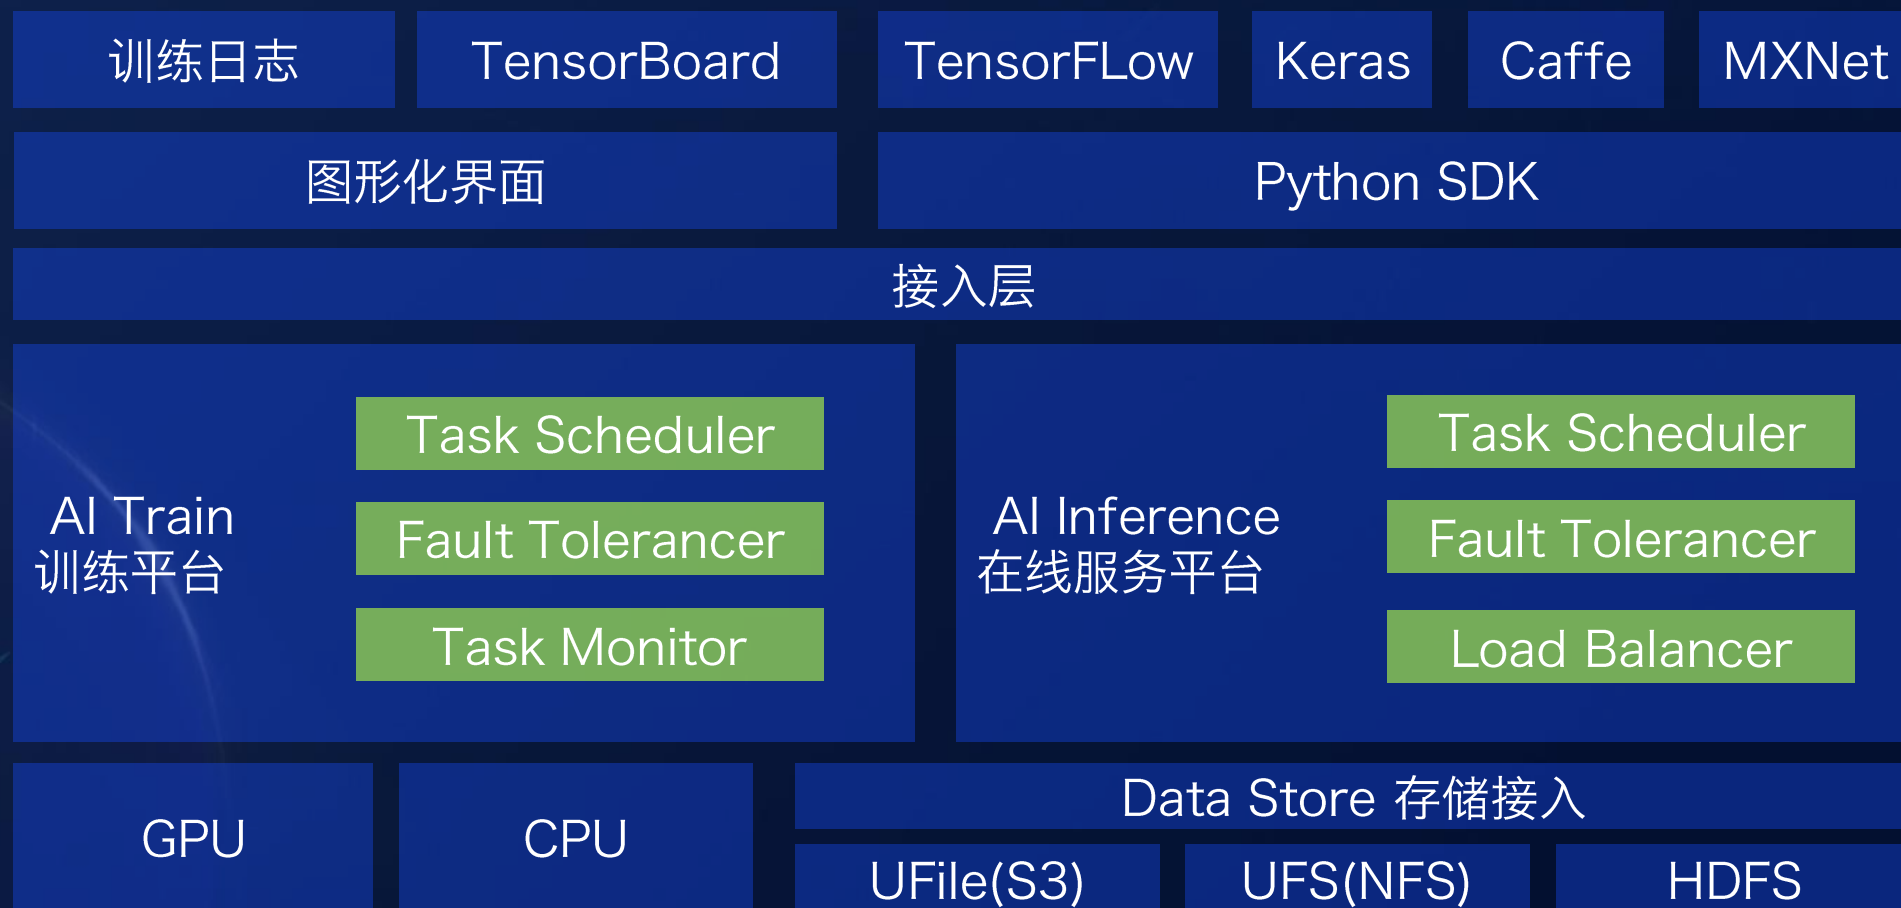 训练日志
TensorBoard
TensorFLow
Keras
Caffe
MXNet
图形化界面
Python SDK
接入层
AI Train
训练平台
Task Scheduler
Fault Tolerancer
Task Monitor
AI Inference
在线服务平台
Task Scheduler
Fault Tolerancer
Load Balancer
GPU
CPU
Data Store 存储接入
UFile(S3)
UFS(NFS)
HDFS